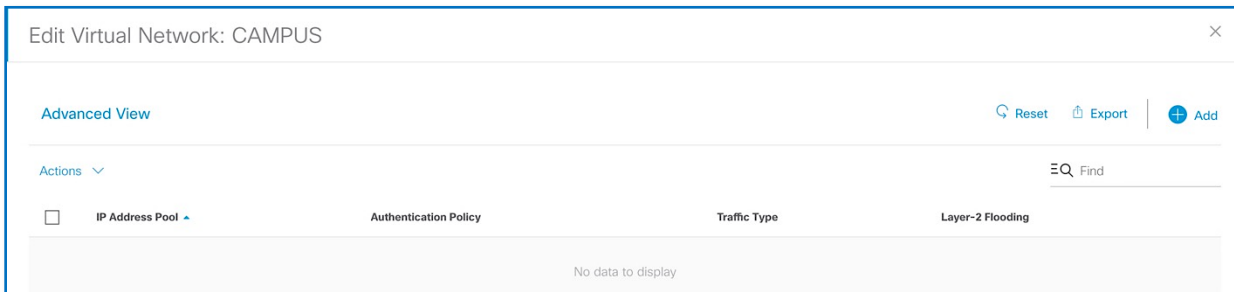 Edit Virtual Network: CAMPUS
Advanced View
Reset Export Add
Actions
Find
IP Address Pool Authentication Policy Traffic Type Layer-2 Flooding
No data to display